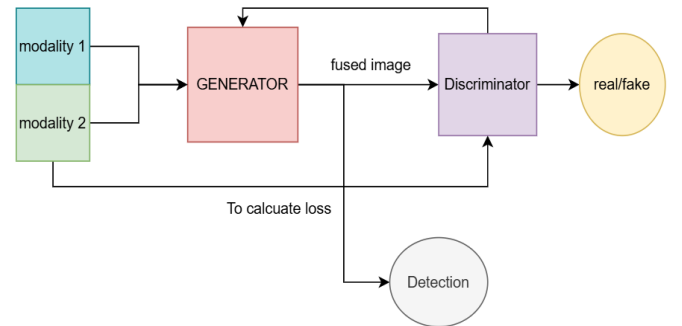 modality 1
modality 2
GENERATOR
fused image
Discriminator
real/fake
To calcuate loss
Detection